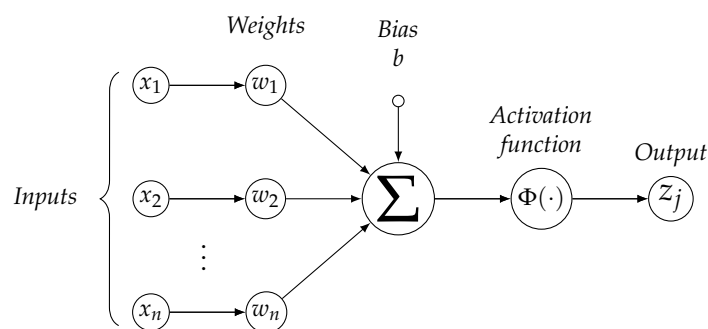 Weights
Bias
b
x₁
w₁
Activation
function
Output
Inputs
x₂
w₂
Σ
Φ(·)
zⱼ
⋮
xₙ
wₙ